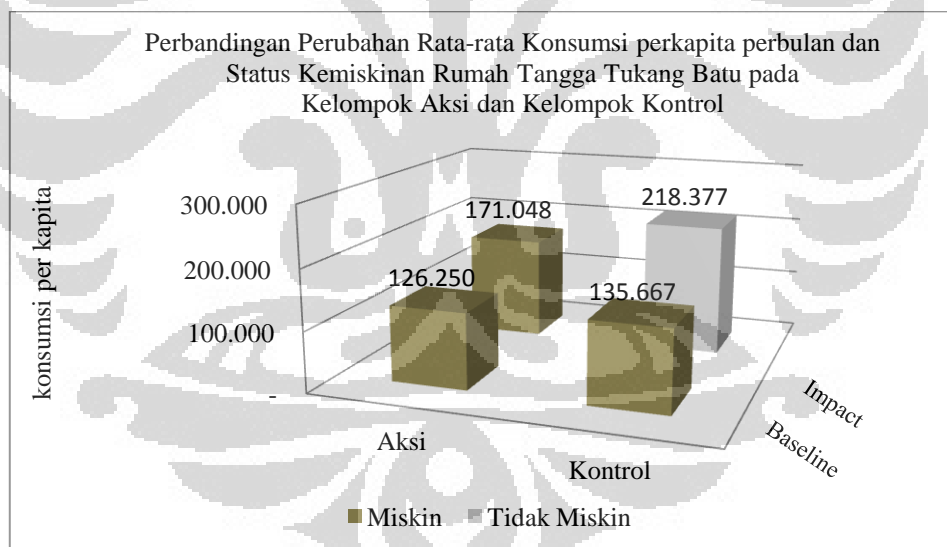 Perbandingan Perubahan Rata-rata Konsumsi perkapita perbulan dan
Status Kemiskinan Rumah Tangga Tukang Batu pada
Kelompok Aksi dan Kelompok Kontrol
konsumsi per kapita
300.000
200.000
100.000
-
171.048
218.377
126.250
135.667
Impact
Baseline
Aksi
Kontrol
Miskin
Tidak Miskin